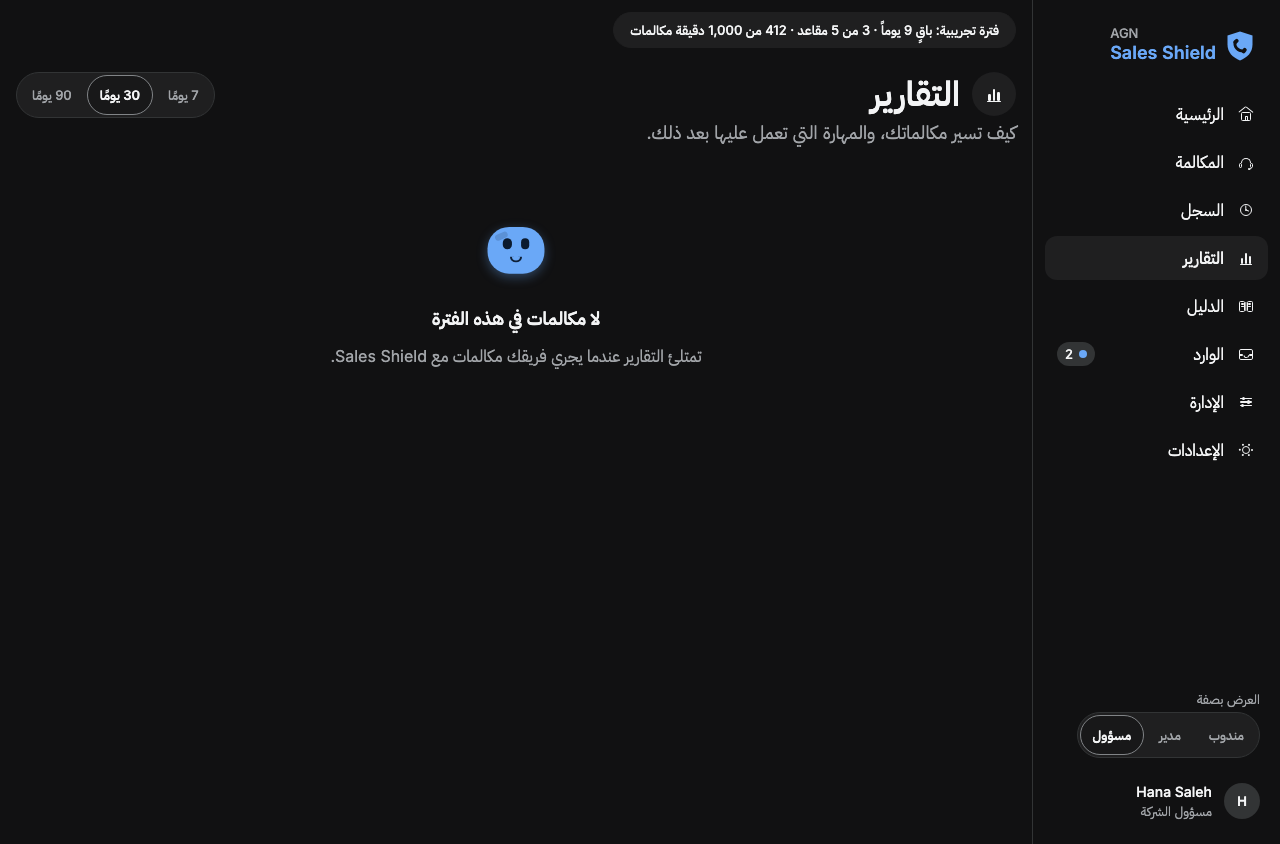 AGN
Sales Shield
الرئيسية
المكالمة
السجل
التقارير
الدليل
الوارد
2
الإدارة
الإعدادات
العرض بصفة
مندوب
مدير
مسؤول
H
Hana Saleh
مسؤول الشركة
فترة تجريبية: باقٍ 9 يوماً · 3 من 5 مقاعد · 412 من 1,000 دقيقة مكالمات
التقارير
كيف تسير مكالماتك، والمهارة التي تعمل عليها بعد ذلك.
7 يومًا
30 يومًا
90 يومًا
لا مكالمات في هذه الفترة
تمتلئ التقارير عندما يجري فريقك مكالمات مع Sales Shield.